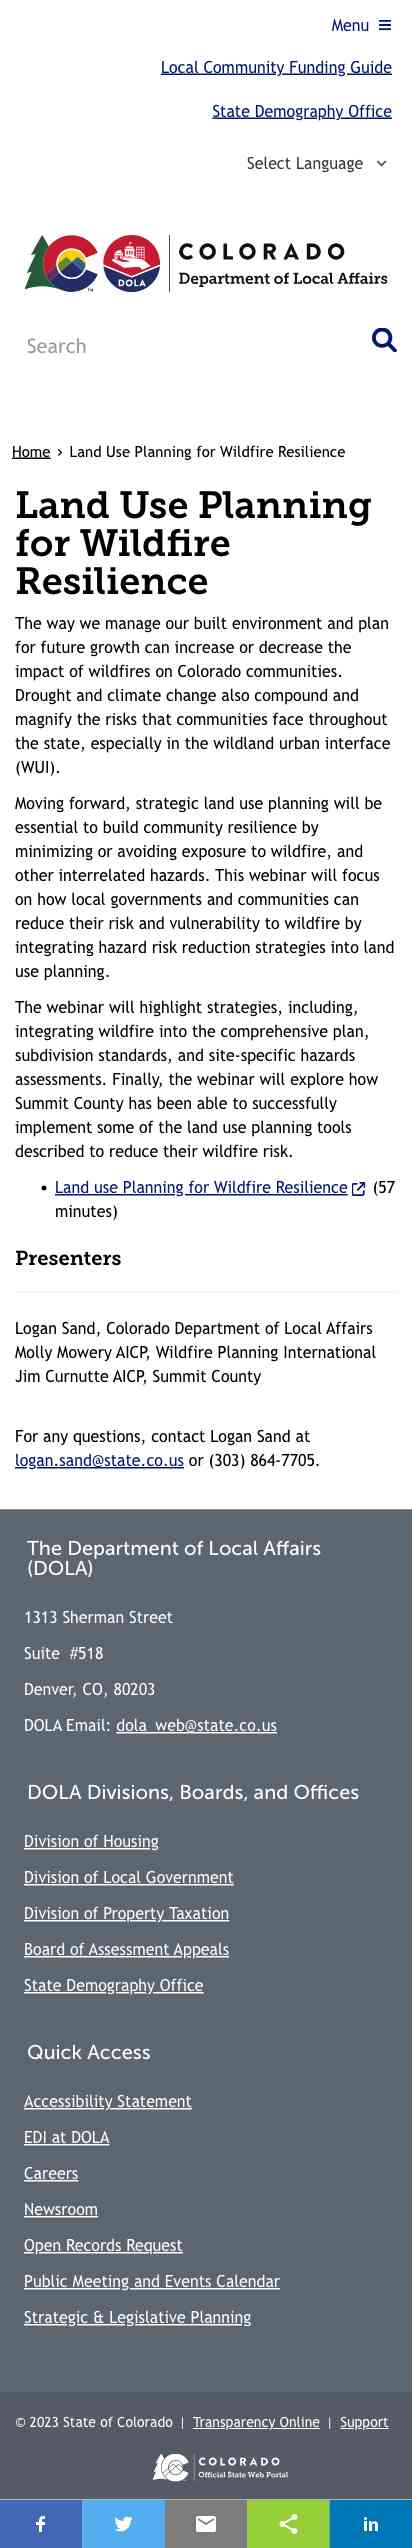 Menu
Local Community Funding Guide
State Demography Office
Select Language
DOLA
TM
COLORADO
Department of Local Affairs
Search
Home › Land Use Planning for Wildfire Resilience
Land Use Planning
for Wildfire
Resilience
The way we manage our built environment and plan
for future growth can increase or decrease the
impact of wildfires on Colorado communities.
Drought and climate change also compound and
magnify the risks that communities face throughout
the state, especially in the wildland urban interface
(WUI).
Moving forward, strategic land use planning will be
essential to build community resilience by
minimizing or avoiding exposure to wildfire, and
other interrelated hazards. This webinar will focus
on how local governments and communities can
reduce their risk and vulnerability to wildfire by
integrating hazard risk reduction strategies into land
use planning.
The webinar will highlight strategies, including,
integrating wildfire into the comprehensive plan,
subdivision standards, and site-specific hazards
assessments. Finally, the webinar will explore how
Summit County has been able to successfully
implement some of the land use planning tools
described to reduce their wildfire risk.
• Land use Planning for Wildfire Resilience (57
minutes)
Presenters
Logan Sand, Colorado Department of Local Affairs
Molly Mowery AICP, Wildfire Planning International
Jim Curnutte AICP, Summit County
For any questions, contact Logan Sand at
logan.sand@state.co.us or (303) 864-7705.
The Department of Local Affairs
(DOLA)
1313 Sherman Street
Suite #518
Denver, CO, 80203
DOLA Email: dola_web@state.co.us
DOLA Divisions, Boards, and Offices
Division of Housing
Division of Local Government
Division of Property Taxation
Board of Assessment Appeals
State Demography Office
Quick Access
Accessibility Statement
EDI at DOLA
Careers
Newsroom
Open Records Request
Public Meeting and Events Calendar
Strategic & Legislative Planning
© 2023 State of Colorado | Transparency Online | Support
COLORADO
Official State Web Portal